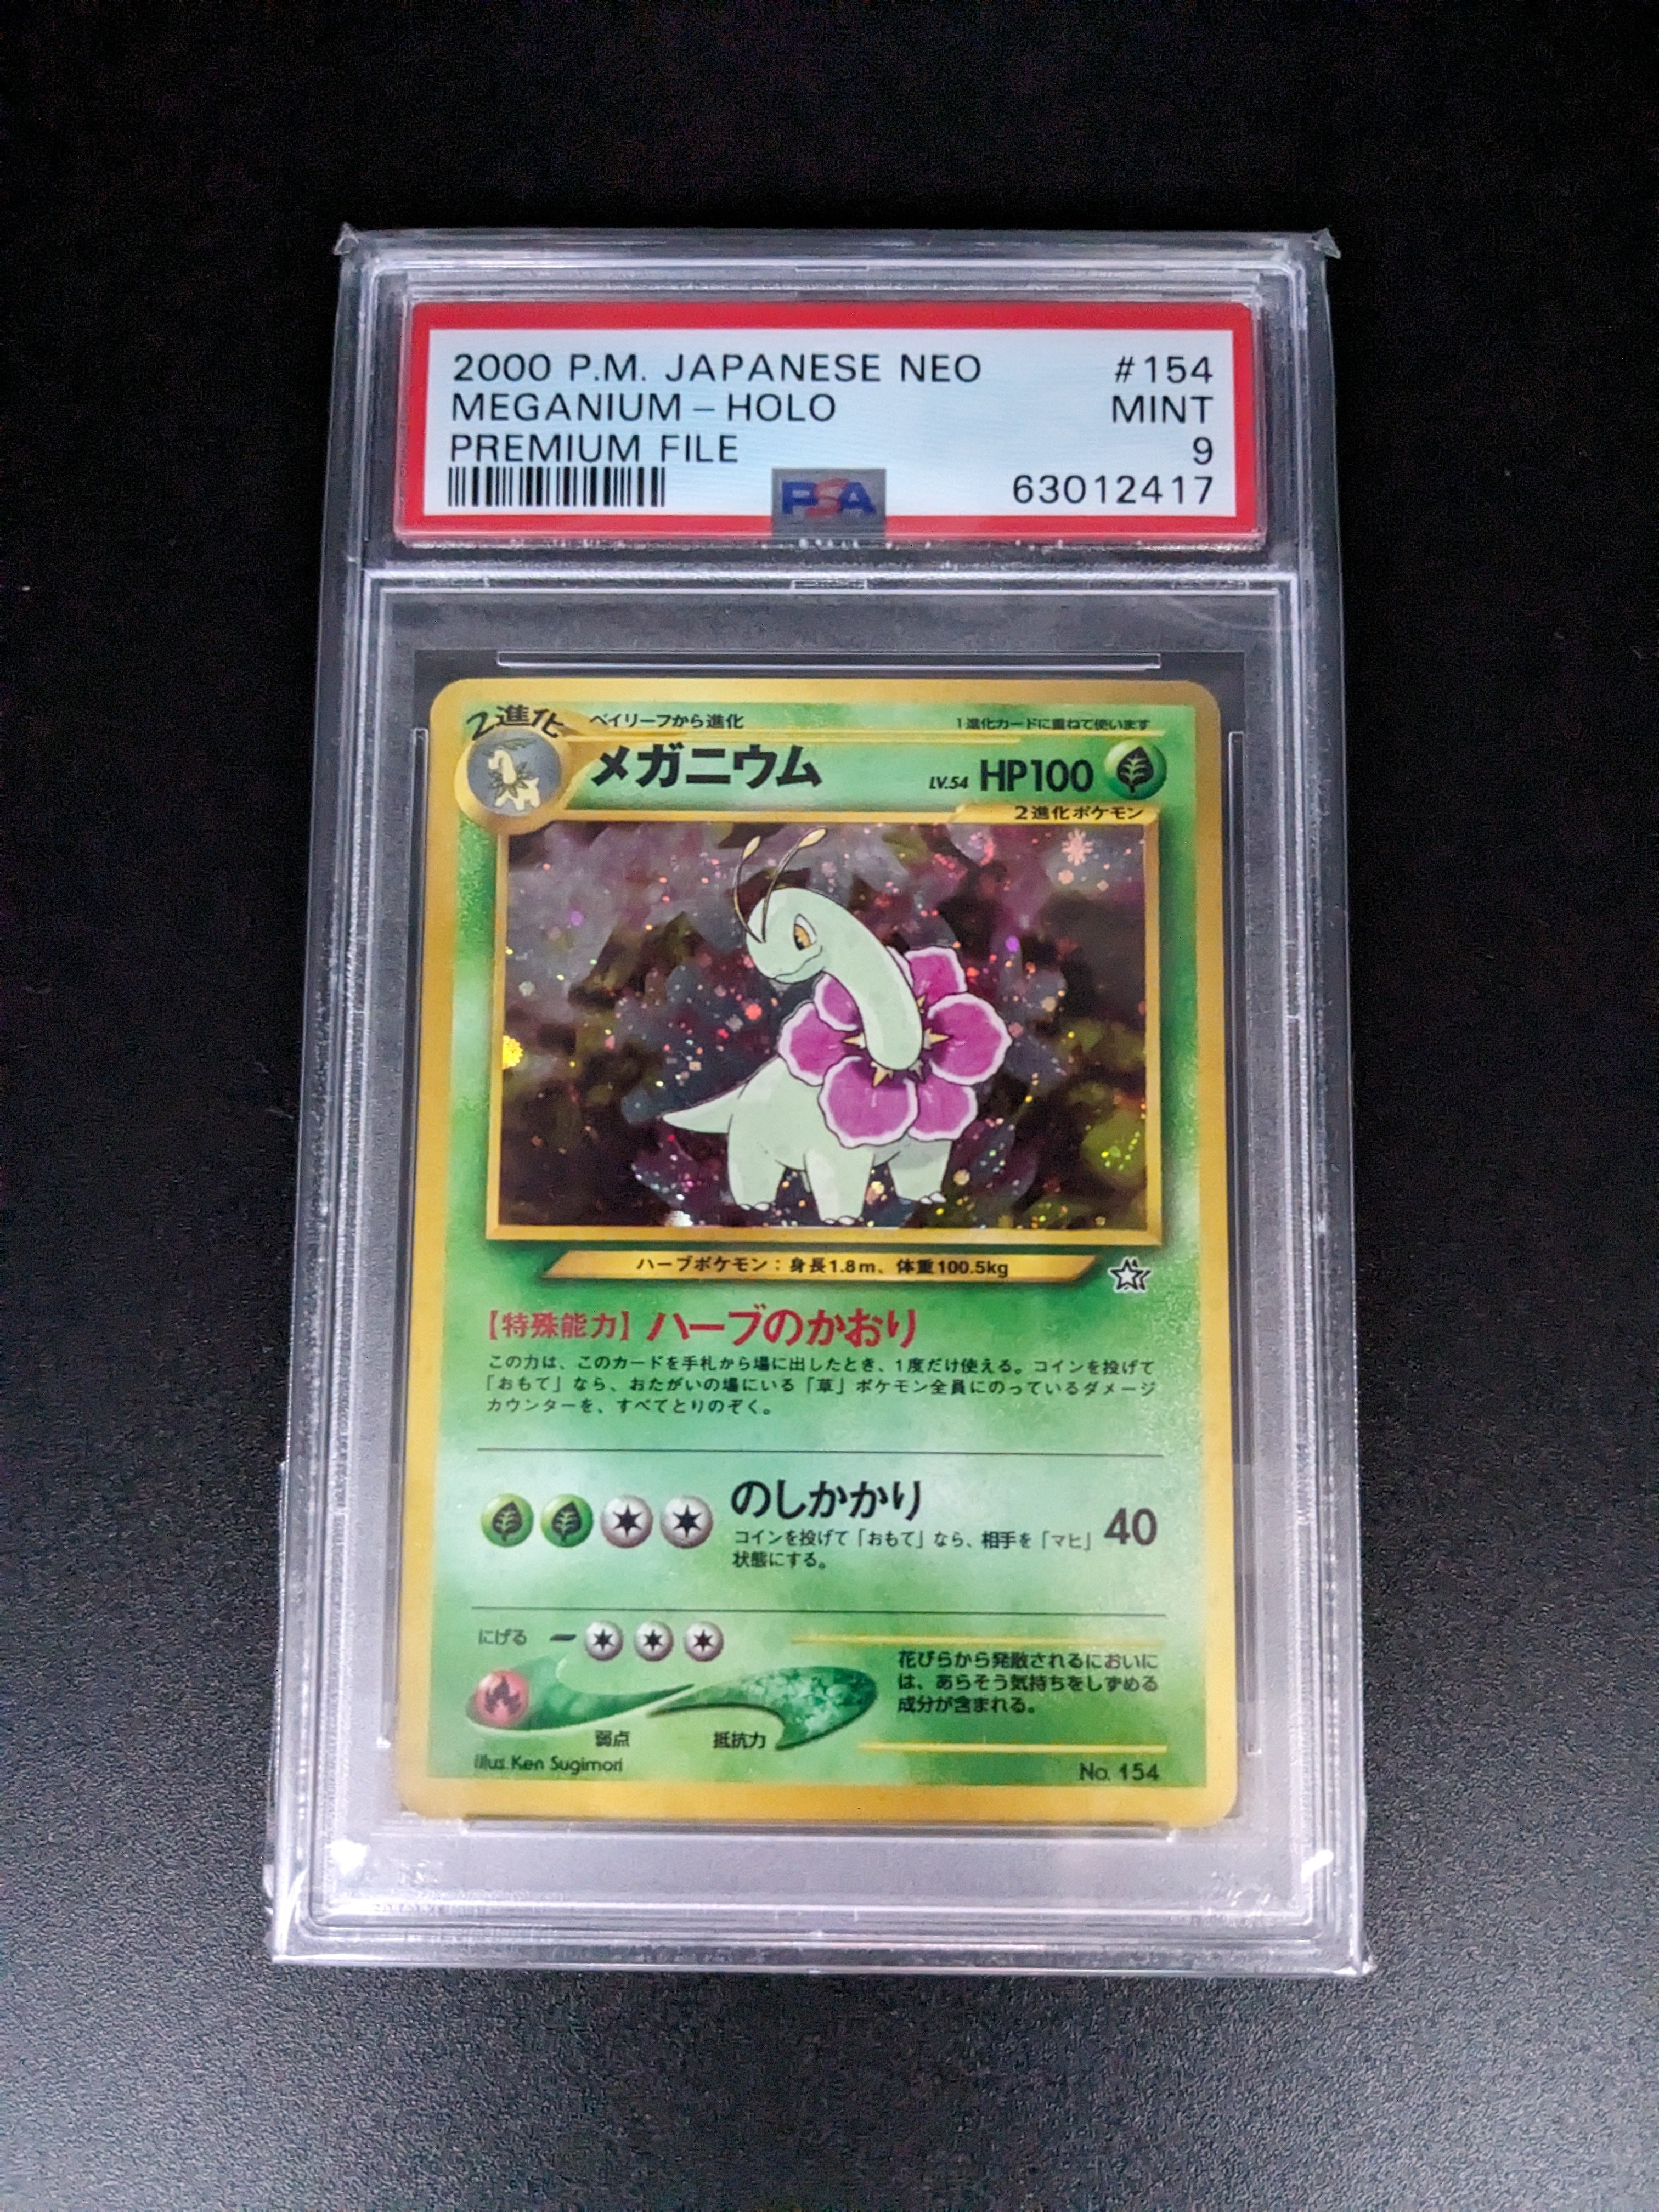 2000 P.M. JAPANESE NEO #154
MEGANIUM - HOLO MINT
PREMIUM FILE 9
PSA 63012417
2進化 ベイリーフから進化 1進化カードに重ねて使います
メガニウム LV.54 HP100
2進化ポケモン
ハーブポケモン：身長1.8m、体重100.5kg
【特殊能力】ハーブのかおり
この力は、このカードを手札から場に出したとき、1度だけ使える。コインを投げて
「おもて」なら、おたがいの場にいる「草」ポケモン全員にのっているダメージ
カウンターを、すべてとりのぞく。
のしかかり 40
コインを投げて「おもて」なら、相手を「マヒ」
状態にする。
にげる
花びらから発散されるにおいに
は、あらそう気持ちをしずめる
成分が含まれる。
弱点 抵抗力
illus. Ken Sugimori No. 154